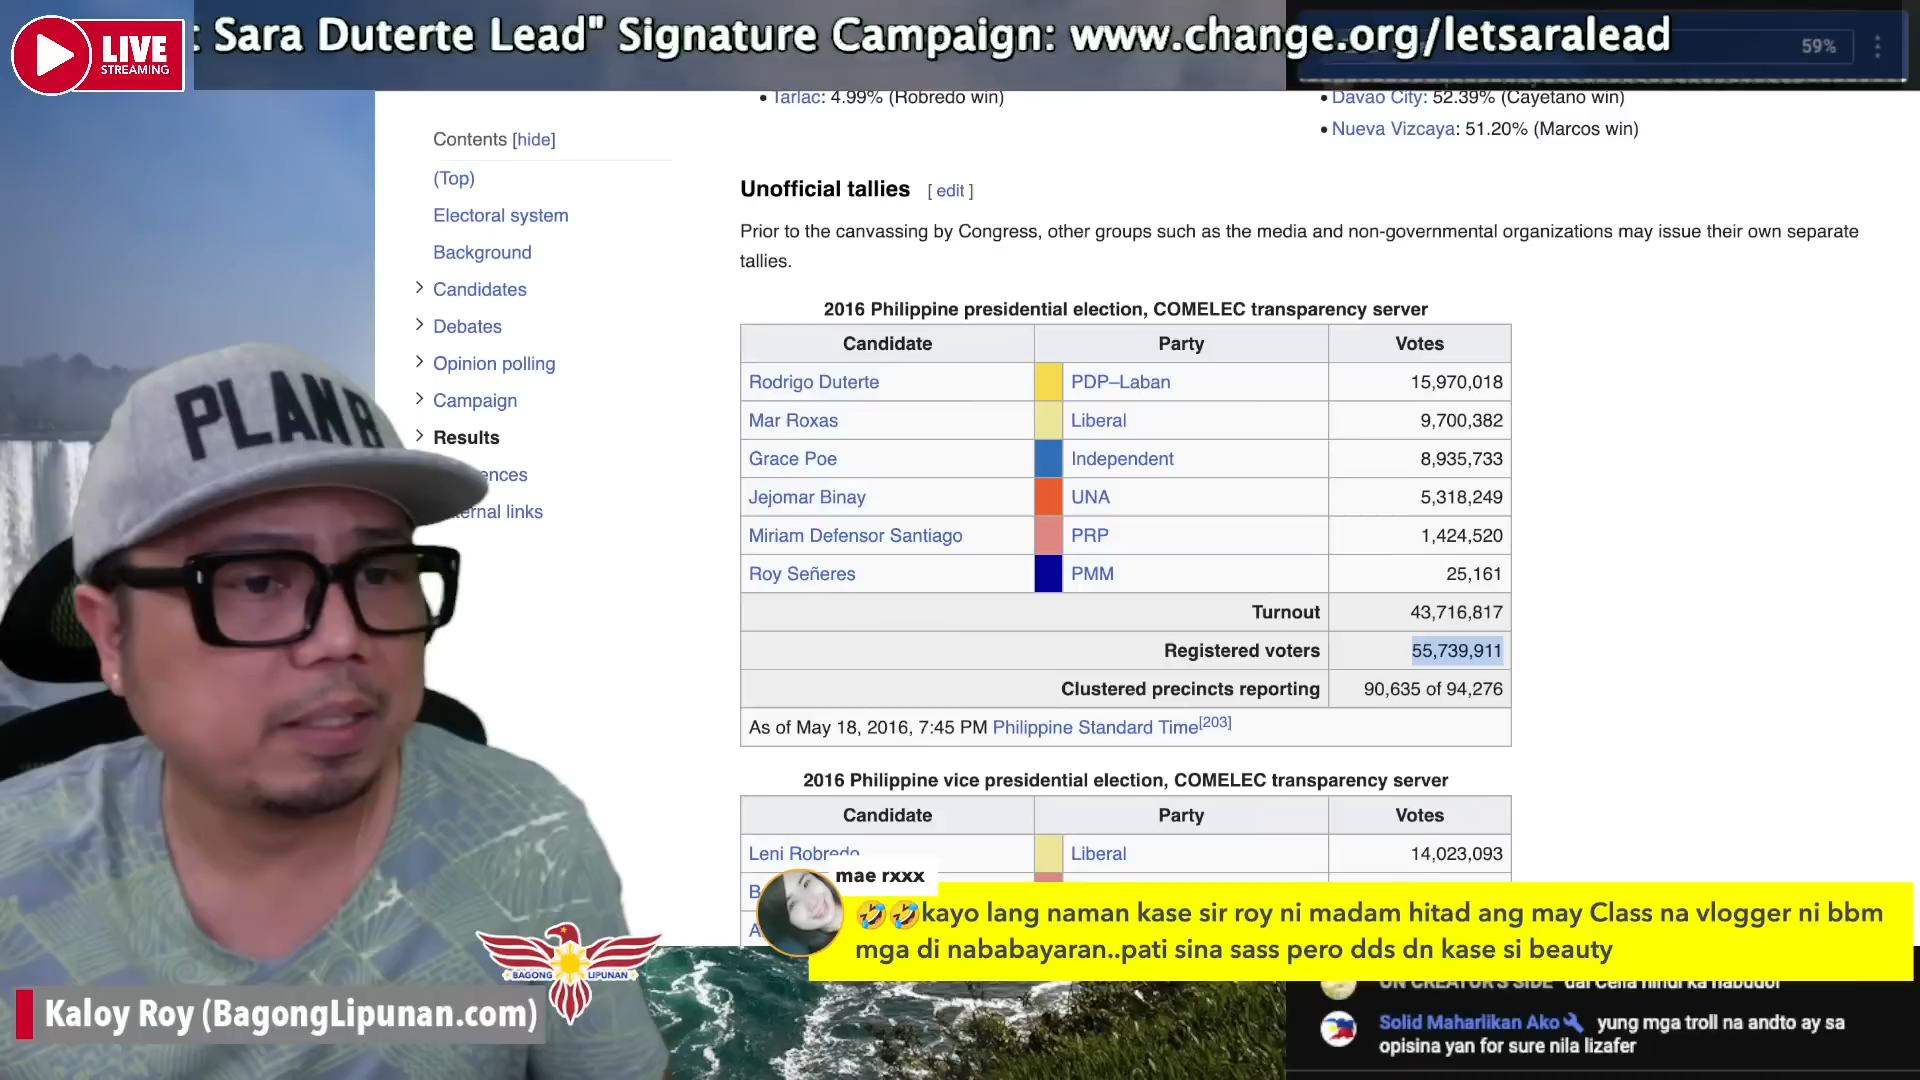 LIVE
STREAMING
: Sara Duterte Lead" Signature Campaign: www.change.org/letsaralead
59%
Tarlac: 4.99% (Robredo win)
Davao City: 52.39% (Cayetano win)
Nueva Vizcaya: 51.20% (Marcos win)
Contents [hide]
(Top)
Electoral system
Background
Candidates
Debates
Opinion polling
Campaign
Results
ences
ernal links
PLAN B
Unofficial tallies [ edit ]
Prior to the canvassing by Congress, other groups such as the media and non-governmental organizations may issue their own separate
tallies.
2016 Philippine presidential election, COMELEC transparency server
Candidate Party Votes
Rodrigo Duterte PDP–Laban 15,970,018
Mar Roxas Liberal 9,700,382
Grace Poe Independent 8,935,733
Jejomar Binay UNA 5,318,249
Miriam Defensor Santiago PRP 1,424,520
Roy Señeres PMM 25,161
Turnout 43,716,817
Registered voters 55,739,911
Clustered precincts reporting 90,635 of 94,276
As of May 18, 2016, 7:45 PM Philippine Standard Time[203]
2016 Philippine vice presidential election, COMELEC transparency server
Candidate Party Votes
Leni Robredo Liberal 14,023,093
B
A
mae rxxx
🤣🤣kayo lang naman kase sir roy ni madam hitad ang may Class na vlogger ni bbm
mga di nababayaran..pati sina sass pero dds dn kase si beauty
BAGONG LIPUNAN
Kaloy Roy (BagongLipunan.com)
Solid Maharlikan Ako🔧 yung mga troll na andto ay sa
opisina yan for sure nila lizafer